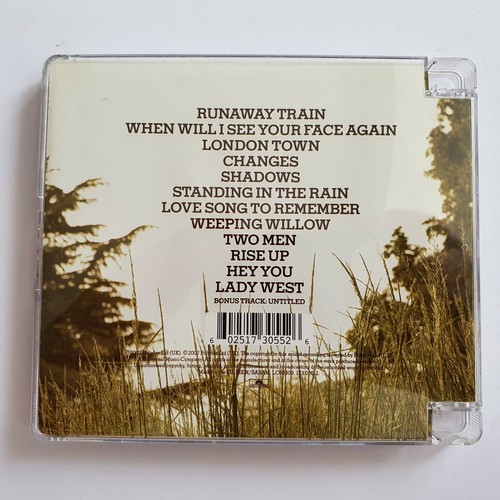 RUNAWAY TRAIN
WHEN WILL I SEE YOUR FACE AGAIN
LONDON TOWN
CHANGES
SHADOWS
STANDING IN THE RAIN
LOVE SONG TO REMEMBER
WEEPING WILLOW
TWO MEN
RISE UP
HEY YOU
LADY WEST
BONUS TRACK: UNTITLED
6 02517 30552 6